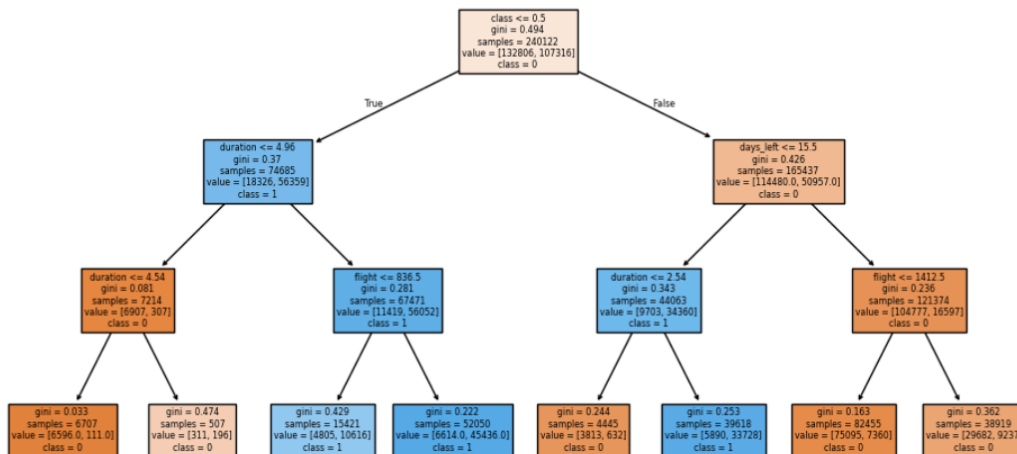 class <= 0.5
gini = 0.494
samples = 240122
value = [132806, 107316]
class = 0
True
False
duration <= 4.96
gini = 0.37
samples = 74685
value = [18326, 56359]
class = 1
days_left <= 15.5
gini = 0.426
samples = 165437
value = [114480.0, 50957.0]
class = 0
duration <= 4.54
gini = 0.081
samples = 7214
value = [6907, 307]
class = 0
flight <= 836.5
gini = 0.281
samples = 67471
value = [11419, 56052]
class = 1
duration <= 2.54
gini = 0.343
samples = 44063
value = [9703, 34360]
class = 1
flight <= 1412.5
gini = 0.236
samples = 121374
value = [104777, 16597]
class = 0
gini = 0.033
samples = 6707
value = [6596.0, 111.0]
class = 0
gini = 0.474
samples = 507
value = [311, 196]
class = 0
gini = 0.429
samples = 15421
value = [4805, 10616]
class = 1
gini = 0.222
samples = 52050
value = [6614.0, 45436.0]
class = 1
gini = 0.244
samples = 4445
value = [3813, 632]
class = 0
gini = 0.253
samples = 39618
value = [5890, 33728]
class = 1
gini = 0.163
samples = 82455
value = [75095, 7360]
class = 0
gini = 0.362
samples = 38919
value = [29682, 9237]
class = 0